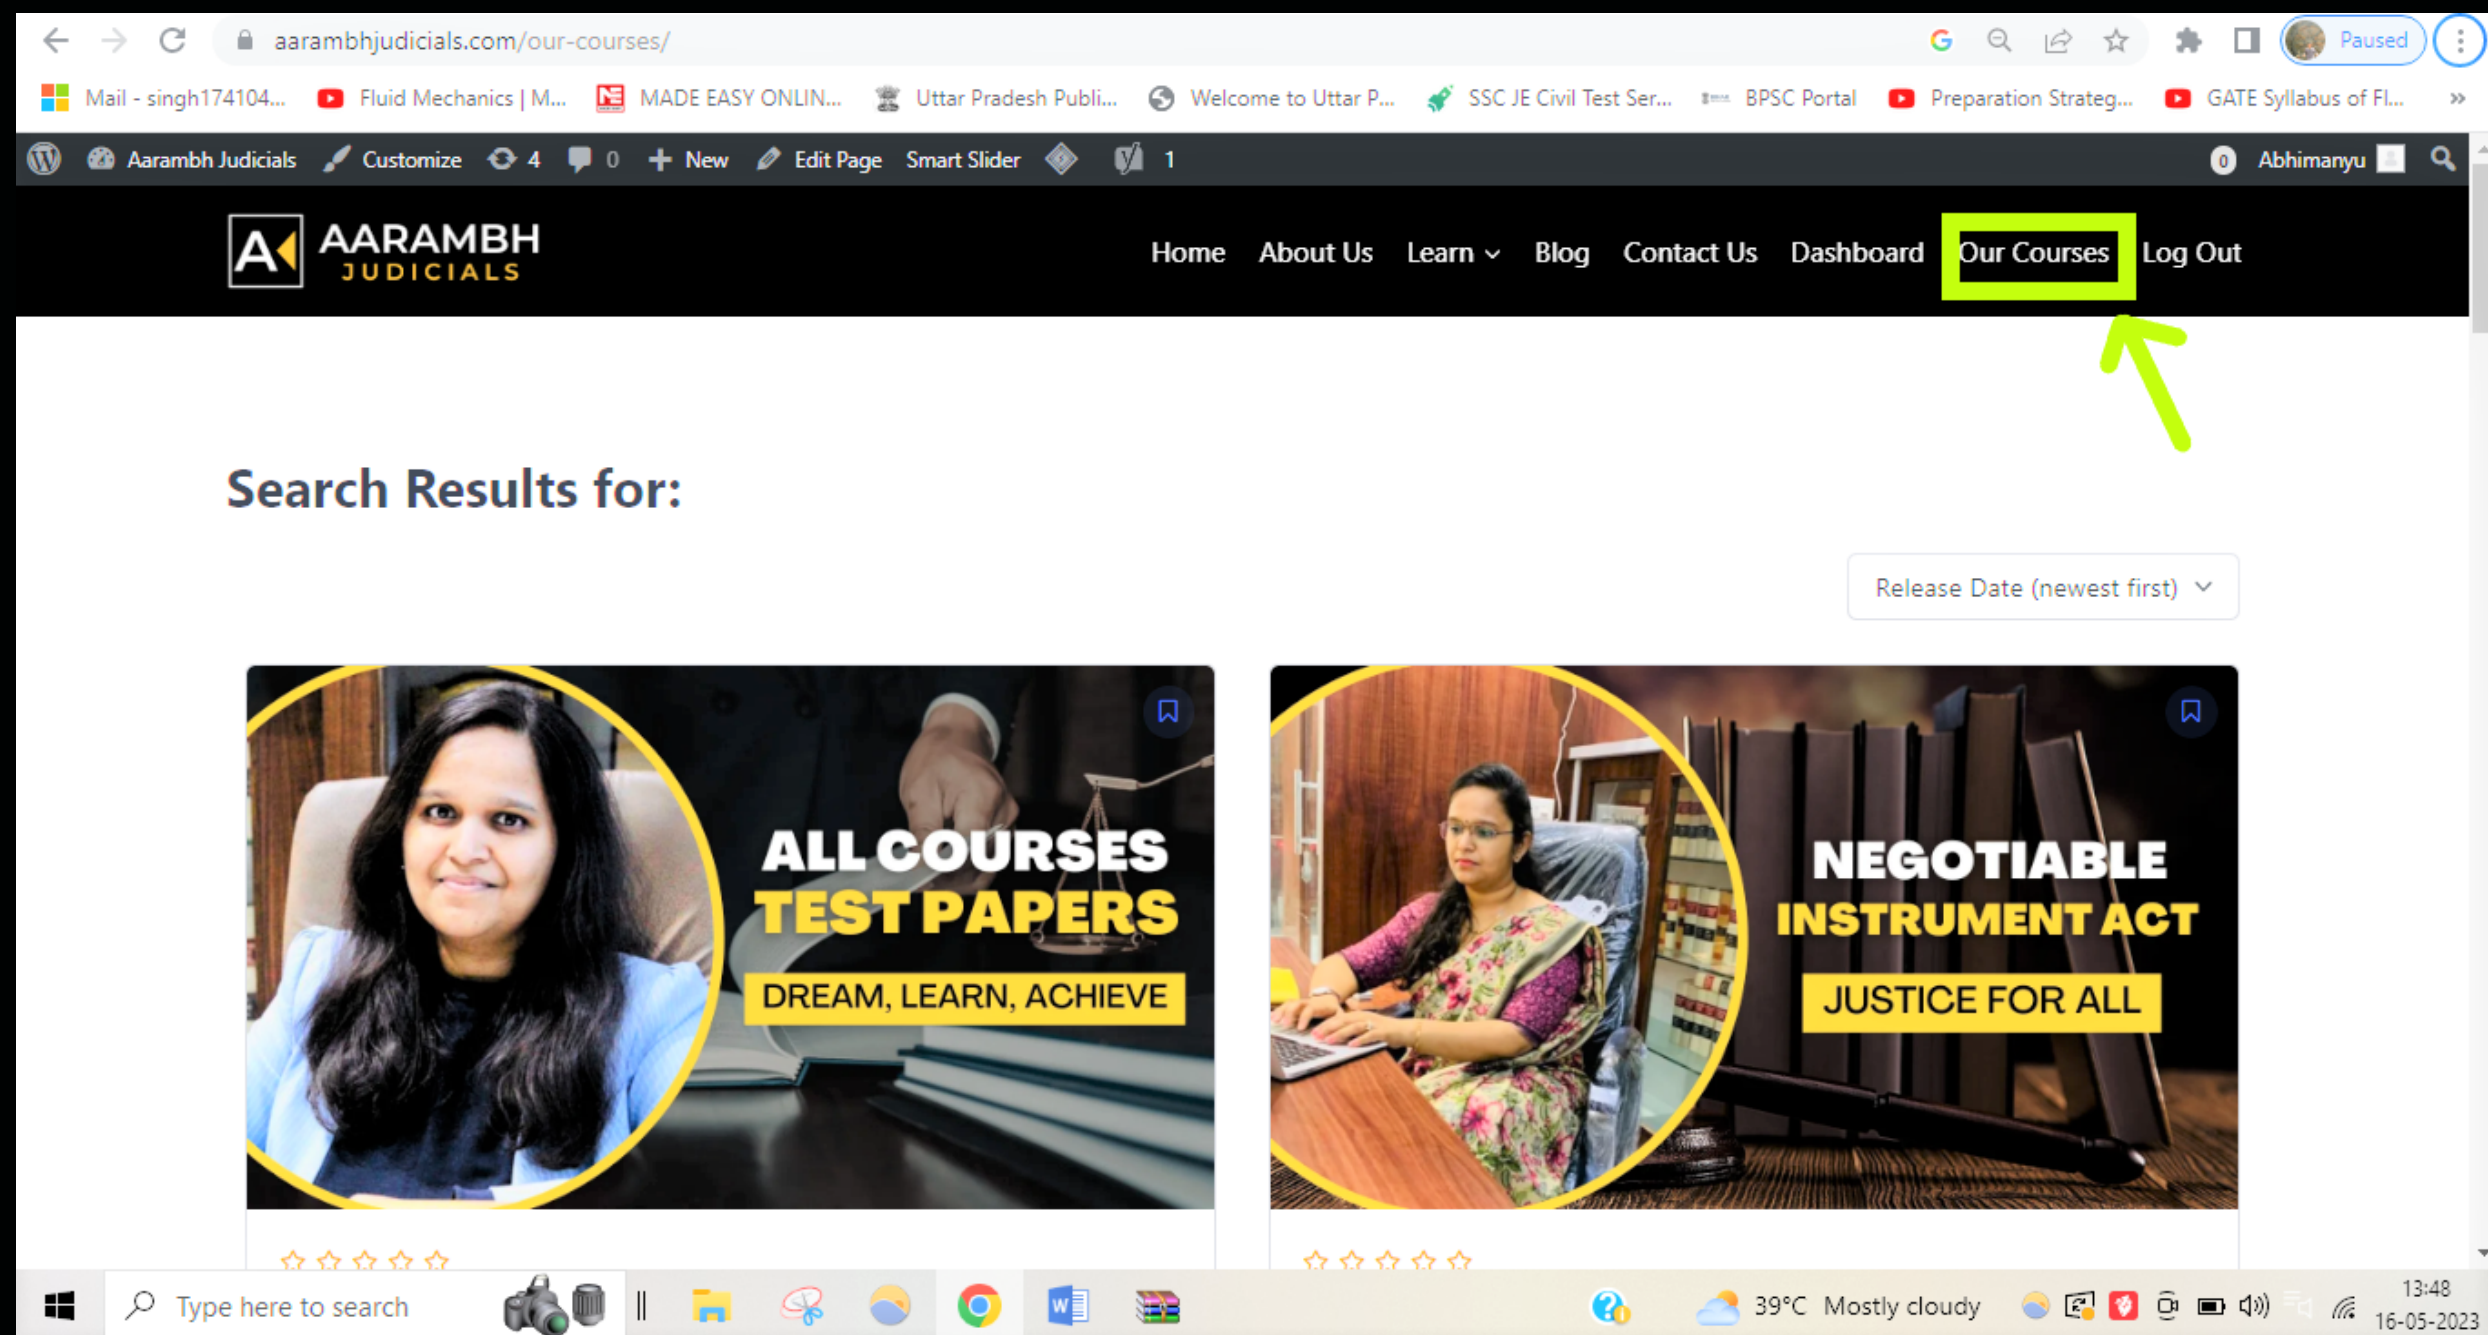 aarambhjudicials.com/our-courses/
Paused
Mail - singh174104... Fluid Mechanics | M... MADE EASY ONLIN... Uttar Pradesh Publi... Welcome to Uttar P... SSC JE Civil Test Ser... BPSC Portal Preparation Strateg... GATE Syllabus of Fl... »
Aarambh Judicials Customize 4 0 + New Edit Page Smart Slider 1 0 Abhimanyu
AARAMBH
JUDICIALS
Home About Us Learn Blog Contact Us Dashboard Our Courses Log Out
Search Results for:
Release Date (newest first)
ALL COURSES
TEST PAPERS
DREAM, LEARN, ACHIEVE
NEGOTIABLE
INSTRUMENT ACT
JUSTICE FOR ALL
Type here to search
39°C Mostly cloudy
13:48
16-05-2023